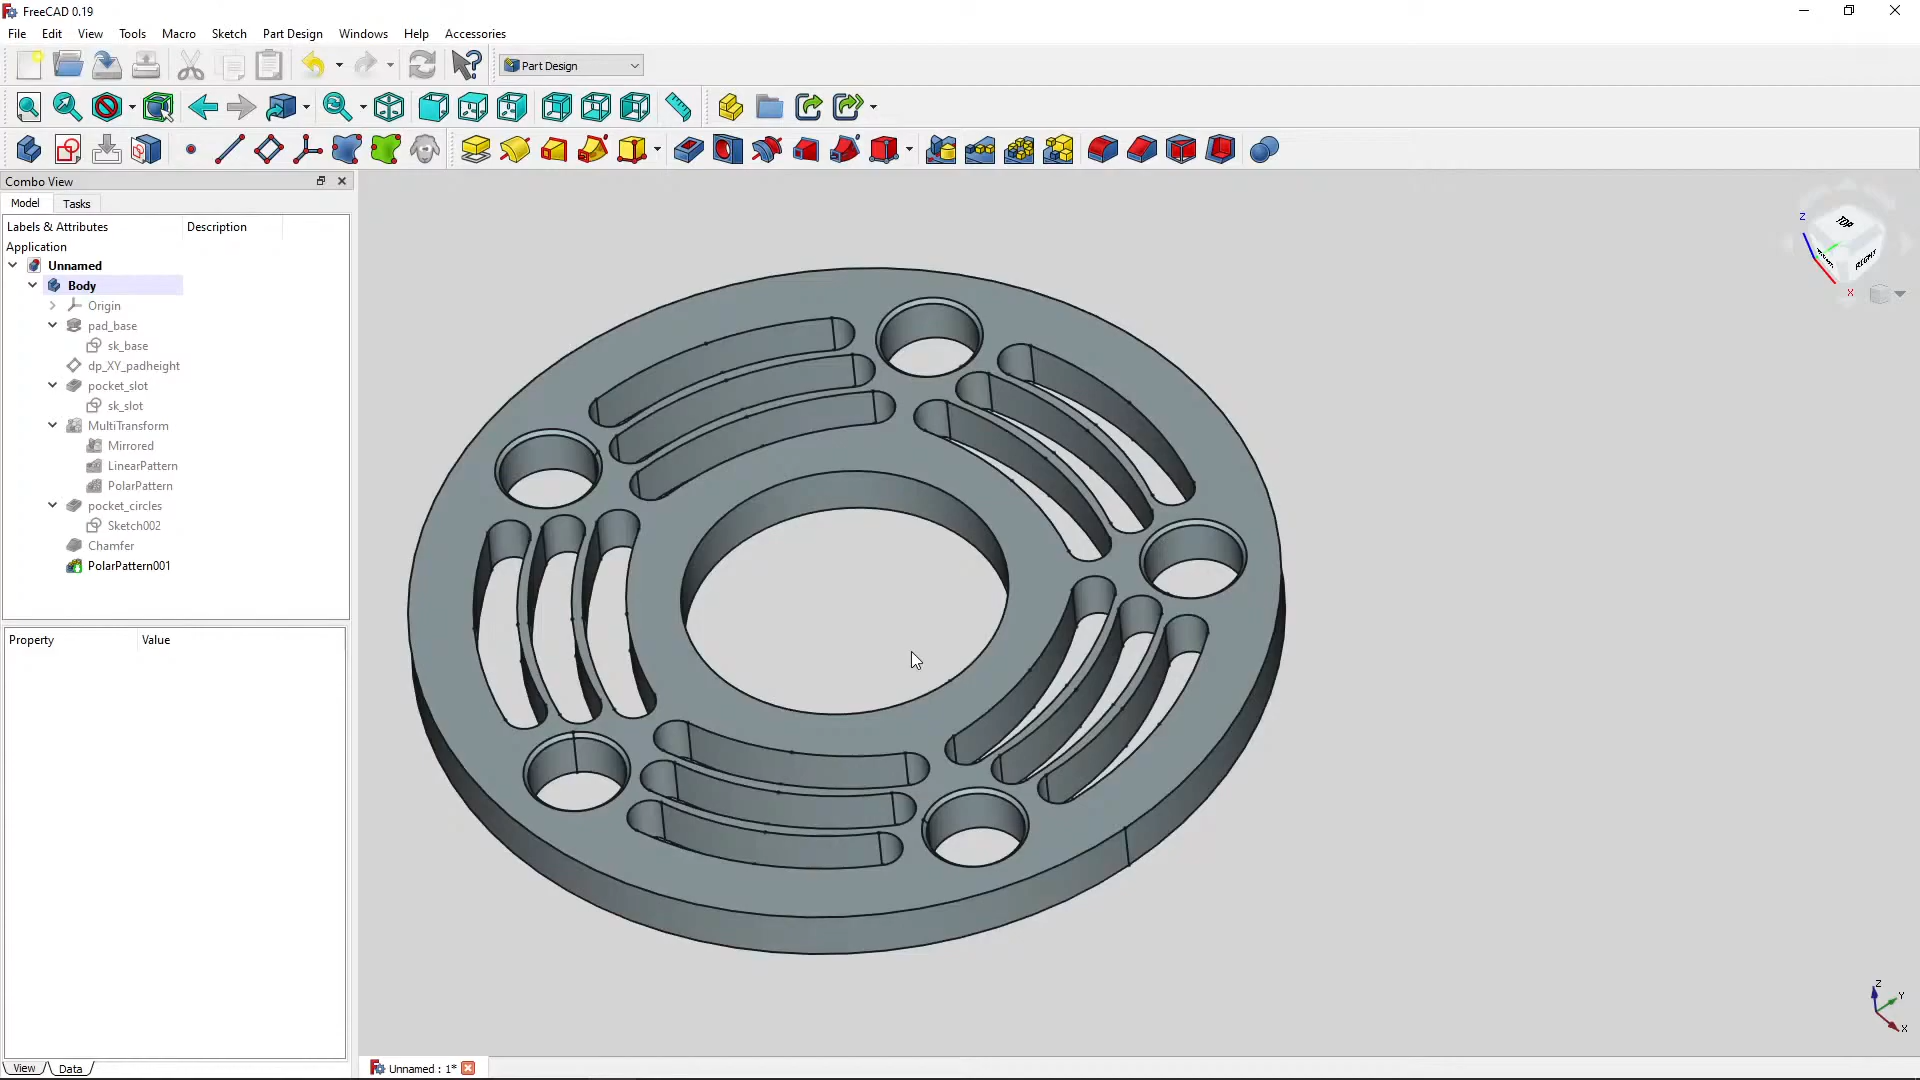 FreeCAD 0.19
File Edit View Tools Macro Sketch Part Design Windows Help Accessories
Part Design
Combo View
Model Tasks
Labels & Attributes Description
Application
Unnamed
Body
Origin
pad_base
sk_base
dp_XY_padheight
pocket_slot
sk_slot
MultiTransform
Mirrored
LinearPattern
PolarPattern
pocket_circles
Sketch002
Chamfer
PolarPattern001
Property Value
View Data
Unnamed : 1*
TOP
RIGHT
Z
X
Z
Y
X